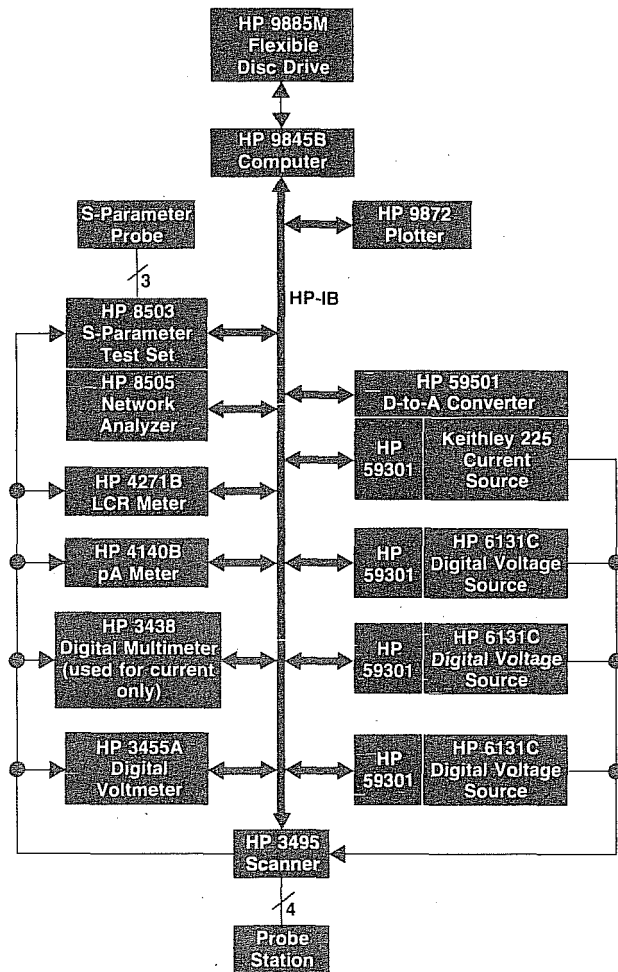 HP 9885M
Flexible
Disc Drive
HP 9845B
Computer
S-Parameter
Probe
HP 9872
Plotter
3
HP-IB
HP 8503
S-Parameter
Test Set
HP 8505
Network
Analyzer
HP 59501
D-to-A Converter
HP
59301
Keithley 225
Current
Source
HP 4271B
LCR Meter
HP 4140B
pA Meter
HP
59301
HP 6131C
Digital Voltage
Source
HP 3438
Digital Multimeter
(used for current
only)
HP
59301
HP 6131C
Digital Voltage
Source
HP 3455A
Digital
Voltmeter
HP
59301
HP 6131C
Digital Voltage
Source
HP 3495
Scanner
4
Probe
Station